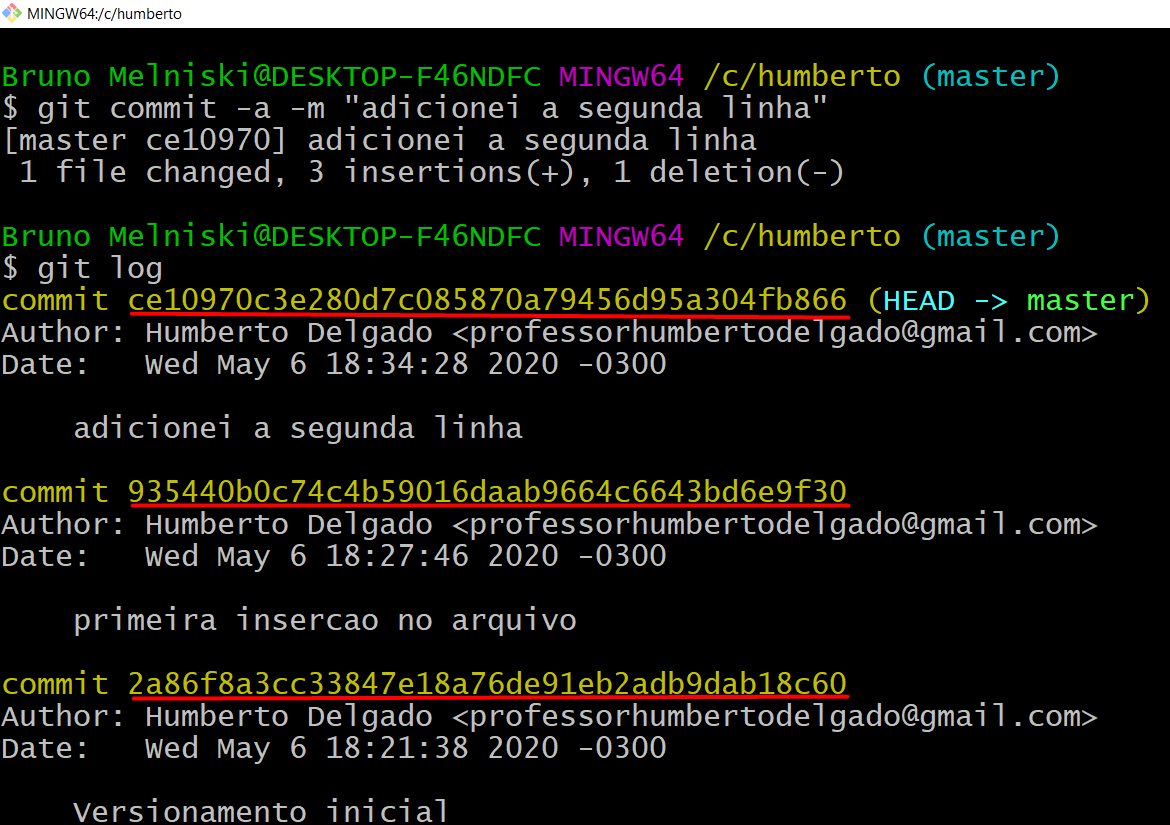 MINGW64:/c/humberto
Bruno Melniski@DESKTOP-F46NDFC MINGW64 /c/humberto (master)
$ git commit -a -m "adicionei a segunda linha"
[master ce10970] adicionei a segunda linha
 1 file changed, 3 insertions(+), 1 deletion(-)
Bruno Melniski@DESKTOP-F46NDFC MINGW64 /c/humberto (master)
$ git log
commit ce10970c3e280d7c085870a79456d95a304fb866 (HEAD -> master)
Author: Humberto Delgado <professorhumbertodelgado@gmail.com>
Date:   Wed May 6 18:34:28 2020 -0300
    adicionei a segunda linha
commit 935440b0c74c4b59016daab9664c6643bd6e9f30
Author: Humberto Delgado <professorhumbertodelgado@gmail.com>
Date:   Wed May 6 18:27:46 2020 -0300
    primeira insercao no arquivo
commit 2a86f8a3cc33847e18a76de91eb2adb9dab18c60
Author: Humberto Delgado <professorhumbertodelgado@gmail.com>
Date:   Wed May 6 18:21:38 2020 -0300
    Versionamento inicial